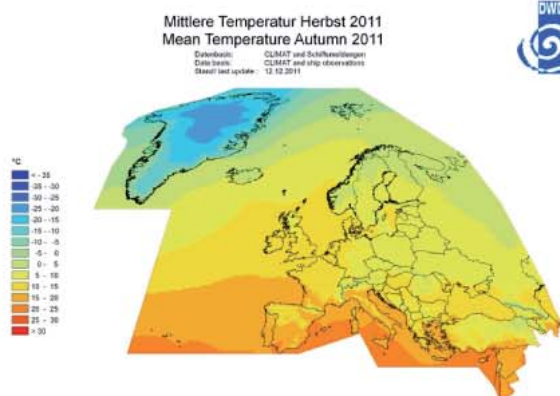 Mittlere Temperatur Herbst 2011
Mean Temperature Autumn 2011
Datenbasis: CLIMAT und Schiffsmeldungen
Data basis: CLIMAT and ship observations
Stand/ last update : 12.12.2011
DWD
°C
< - 35
-35 - -30
-30 - -25
-25 - -20
-20 - -15
-15 - -10
-10 - -5
-5 - 0
0 - 5
5 - 10
10 - 15
15 - 20
20 - 25
25 - 30
> 30